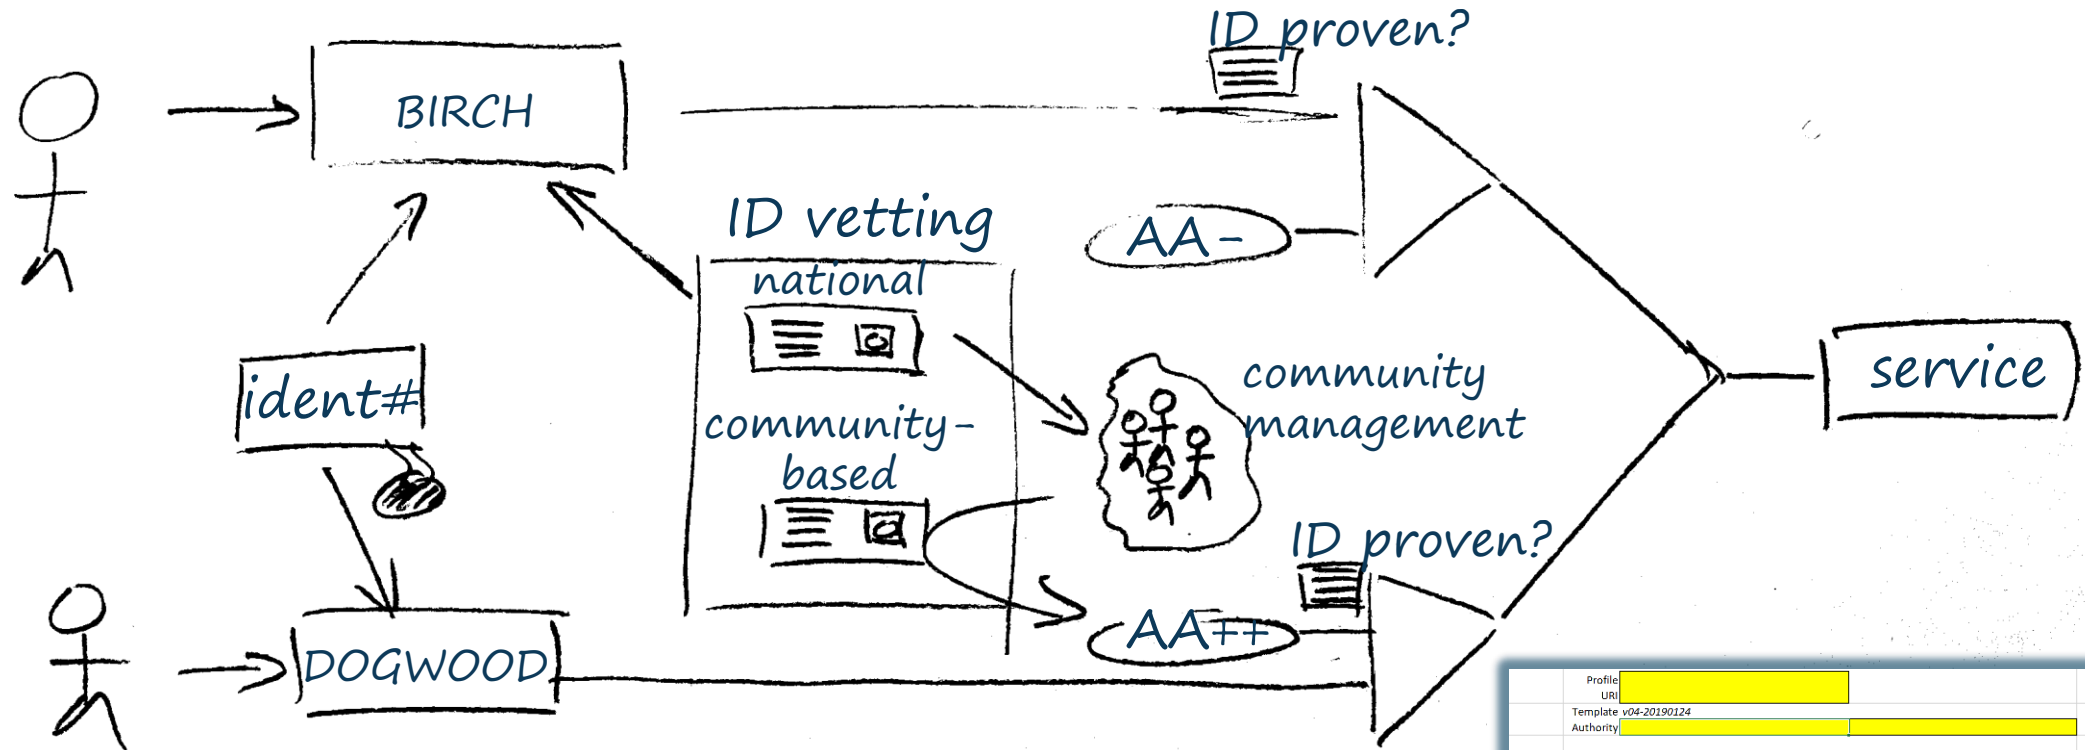 ID proven?
BIRCH
ID vetting
national
AA-
ident#
community-
based
community
management
service
ID proven?
AA++
DOGWOOD
Profile
URI
Template v04-20190124
Authority